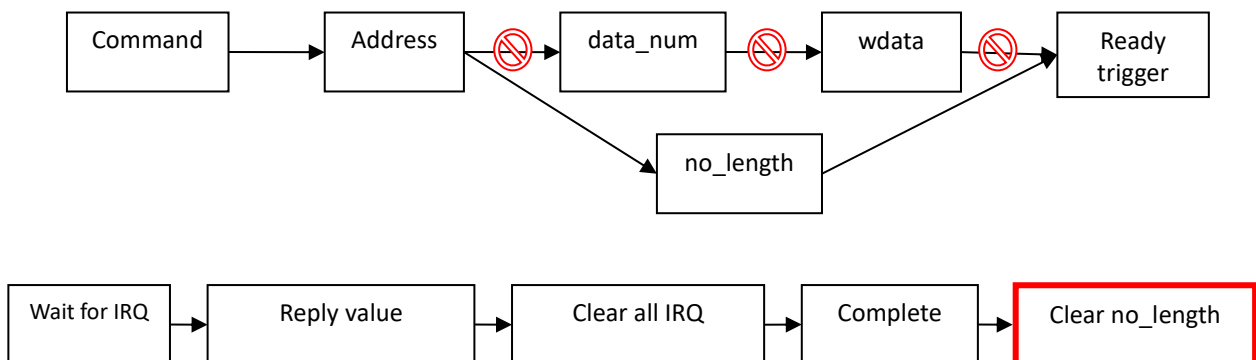 Command
Address
data_num
wdata
Ready
trigger
no_length
Wait for IRQ
Reply value
Clear all IRQ
Complete
Clear no_length